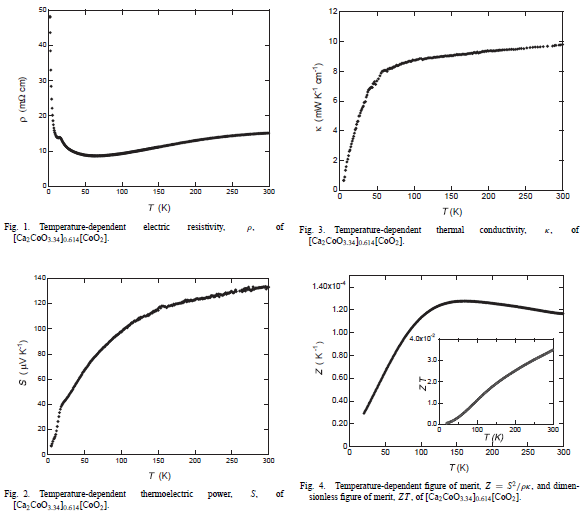 50
40
30
20
10
0
ρ (mΩ cm)
0 50 100 150 200 250 300
T (K)
Fig. 1. Temperature-dependent electric resistivity, ρ, of
[Ca₂CoO₃.₃₄]₀.₆₁₄[CoO₂].
12
10
8
6
4
2
0
κ (mW K⁻¹ cm⁻¹)
0 50 100 150 200 250 300
T (K)
Fig. 3. Temperature-dependent thermal conductivity, κ, of
[Ca₂CoO₃.₃₄]₀.₆₁₄[CoO₂].
140
120
100
80
60
40
20
0
S (μV K⁻¹)
0 50 100 150 200 250 300
T (K)
Fig. 2. Temperature-dependent thermoelectric power, S, of
[Ca₂CoO₃.₃₄]₀.₆₁₄[CoO₂].
1.40x10⁻⁴
1.20
1.00
0.80
0.60
0.40
0.20
0
Z (K⁻¹)
4.0x10⁻²
3.0
2.0
1.0
0.0
ZT
0 100 200 300
T (K)
0 50 100 150 200 250 300
T (K)
Fig. 4. Temperature-dependent figure of merit, Z = S²/ρκ, and dimen-
sionless figure of merit, ZT, of [Ca₂CoO₃.₃₄]₀.₆₁₄[CoO₂].